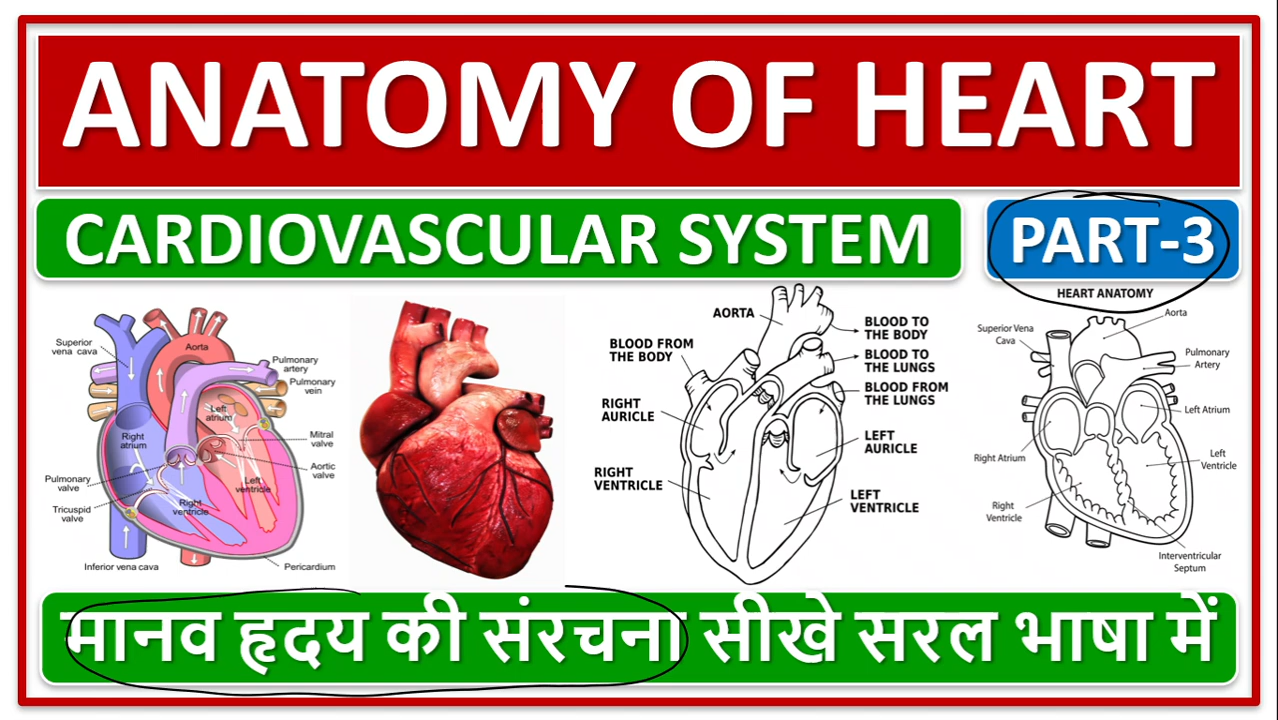 ANATOMY OF HEART
CARDIOVASCULAR SYSTEM
PART-3
Superior
vena cava
Aorta
Pulmonary
artery
Pulmonary
vein
Left
atrium
Right
atrium
Mitral
valve
Aortic
valve
Pulmonary
valve
Left
ventricle
Tricuspid
valve
Right
ventricle
Inferior vena cava
Pericardium
AORTA
BLOOD TO
THE BODY
BLOOD FROM
THE BODY
BLOOD TO
THE LUNGS
BLOOD FROM
THE LUNGS
RIGHT
AURICLE
LEFT
AURICLE
RIGHT
VENTRICLE
LEFT
VENTRICLE
HEART ANATOMY
Aorta
Superior Vena
Cava
Pulmonary
Artery
Left Atrium
Right Atrium
Left
Ventricle
Right
Ventricle
Interventricular
Septum
मानव हृदय की संरचना सीखे सरल भाषा में